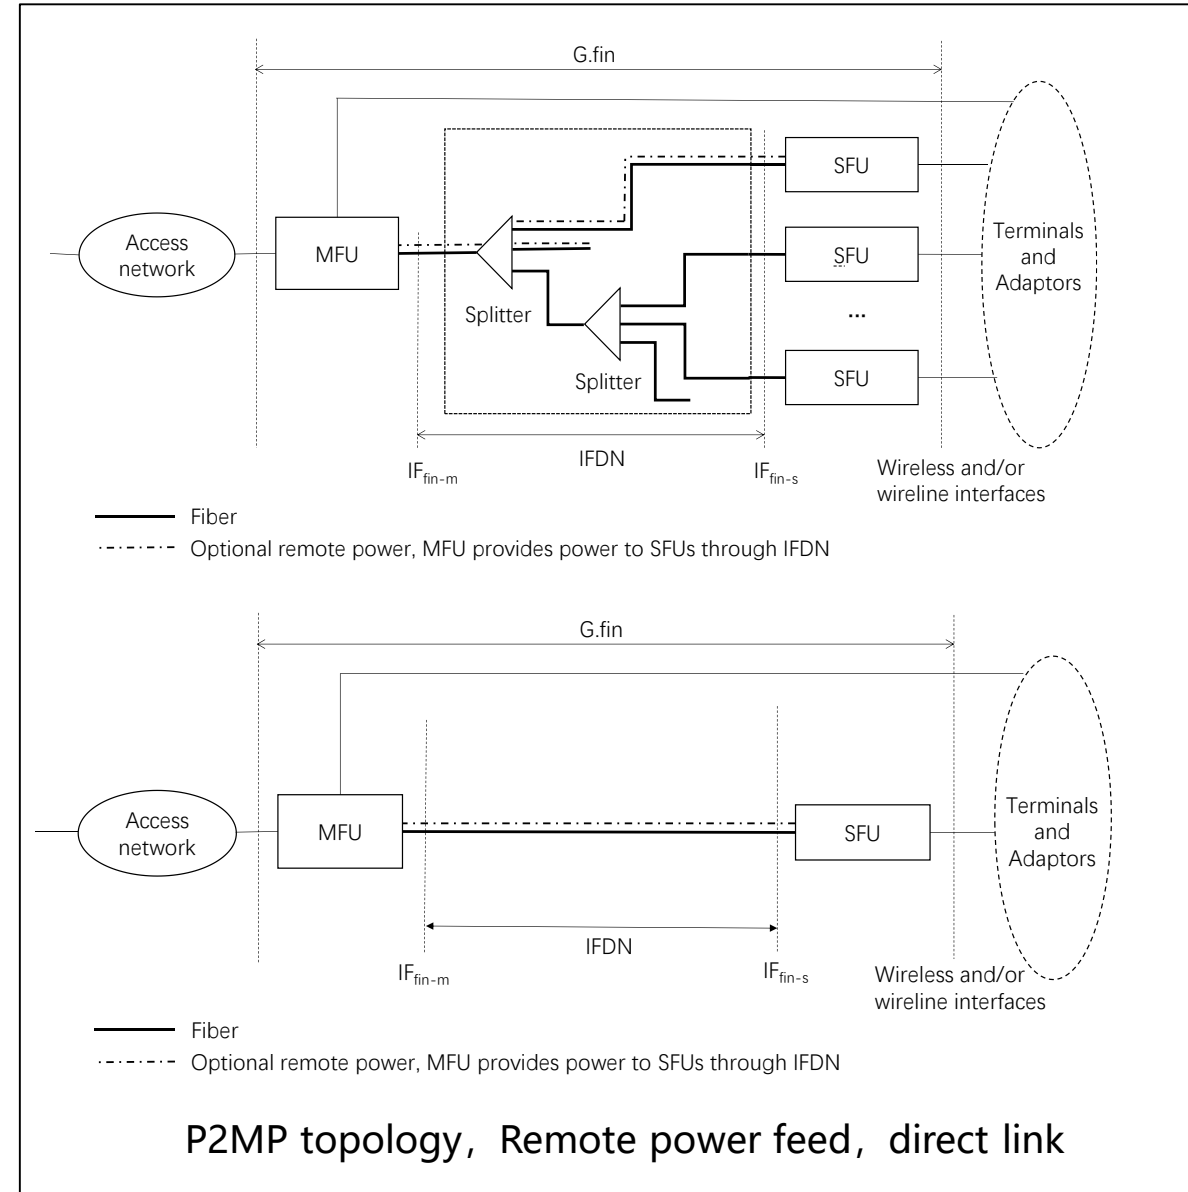 G.fin
SFU
Access
network
MFU
Terminals
and
Adaptors
SFU
Splitter
...
Splitter
SFU
IFDN
IFfin-m
IFfin-s
Wireless and/or
wireline interfaces
Fiber
Optional remote power, MFU provides power to SFUs through IFDN
G.fin
Access
network
MFU
SFU
Terminals
and
Adaptors
IFDN
IFfin-m
IFfin-s
Wireless and/or
wireline interfaces
Fiber
Optional remote power, MFU provides power to SFUs through IFDN
P2MP topology，Remote power feed，direct link